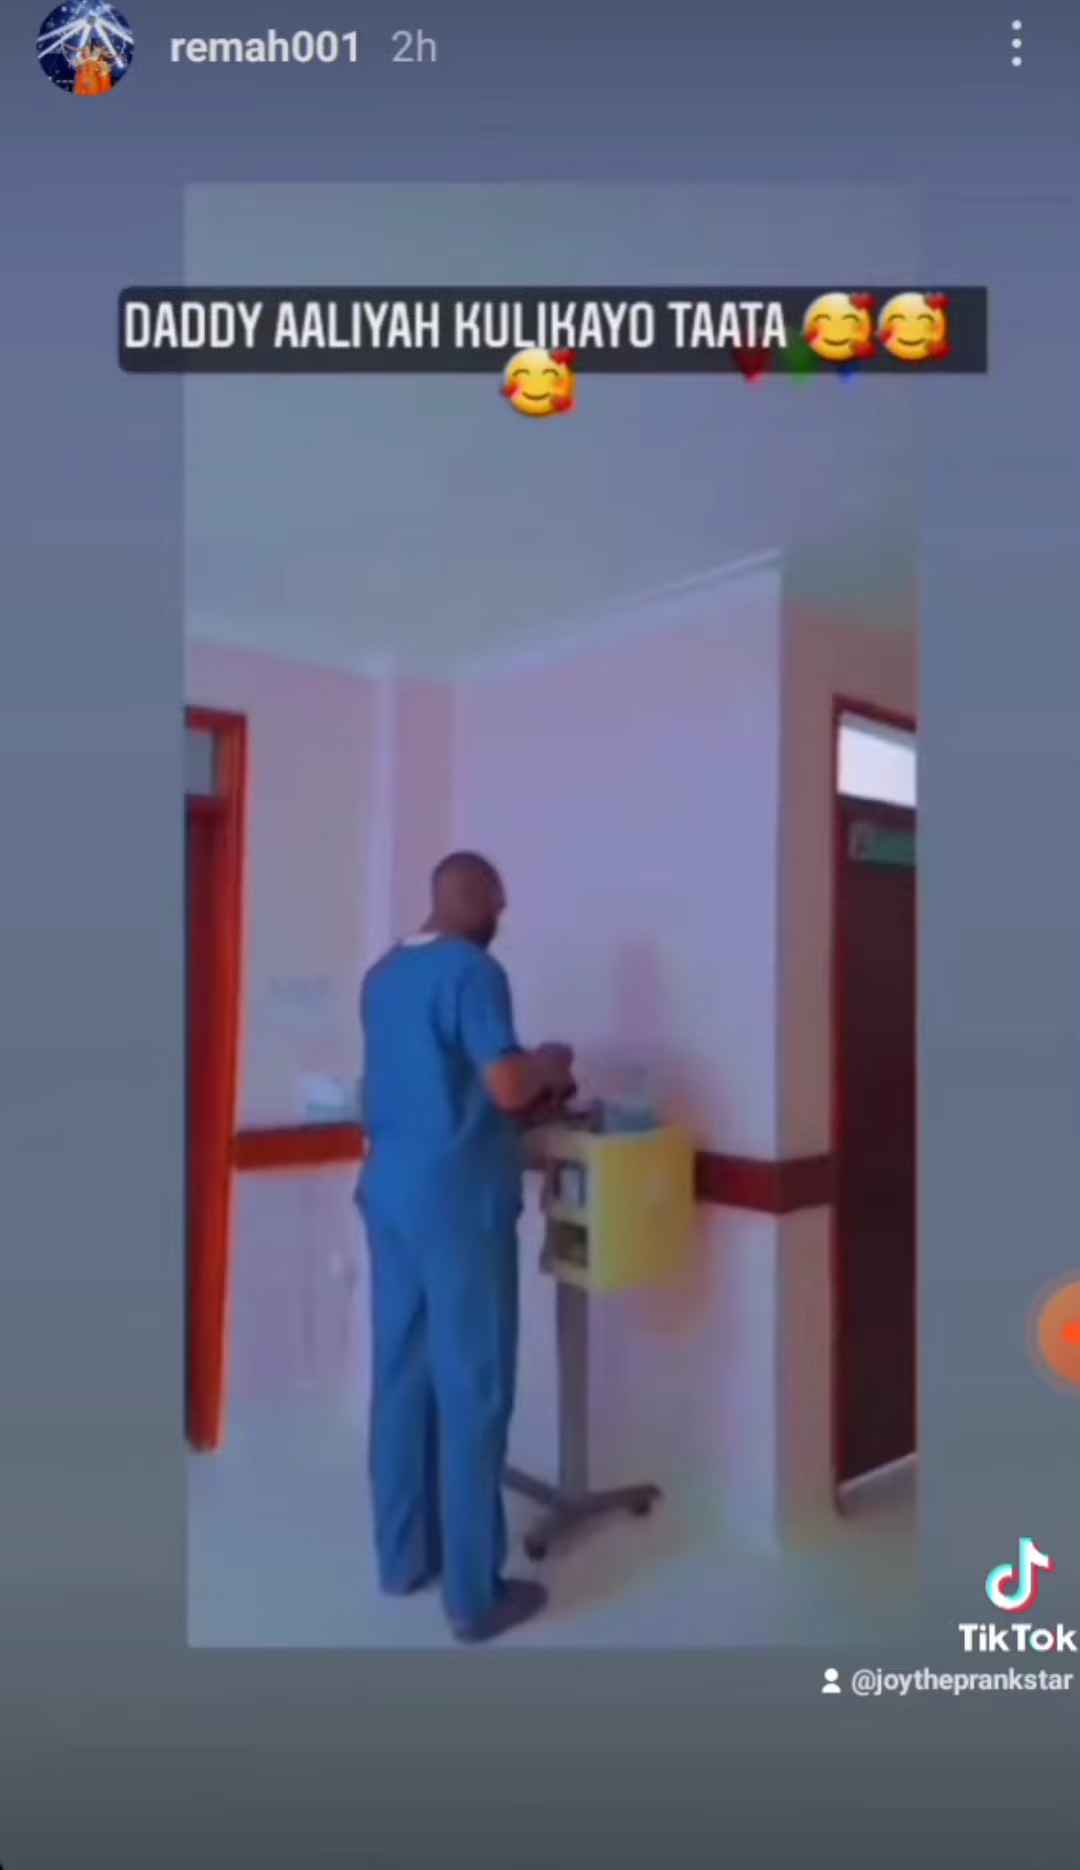 remah001 2h
DADDY AALIYAH KULIKAYO TAATA 🥰🥰
🥰
TikTok
@joytheprankstar